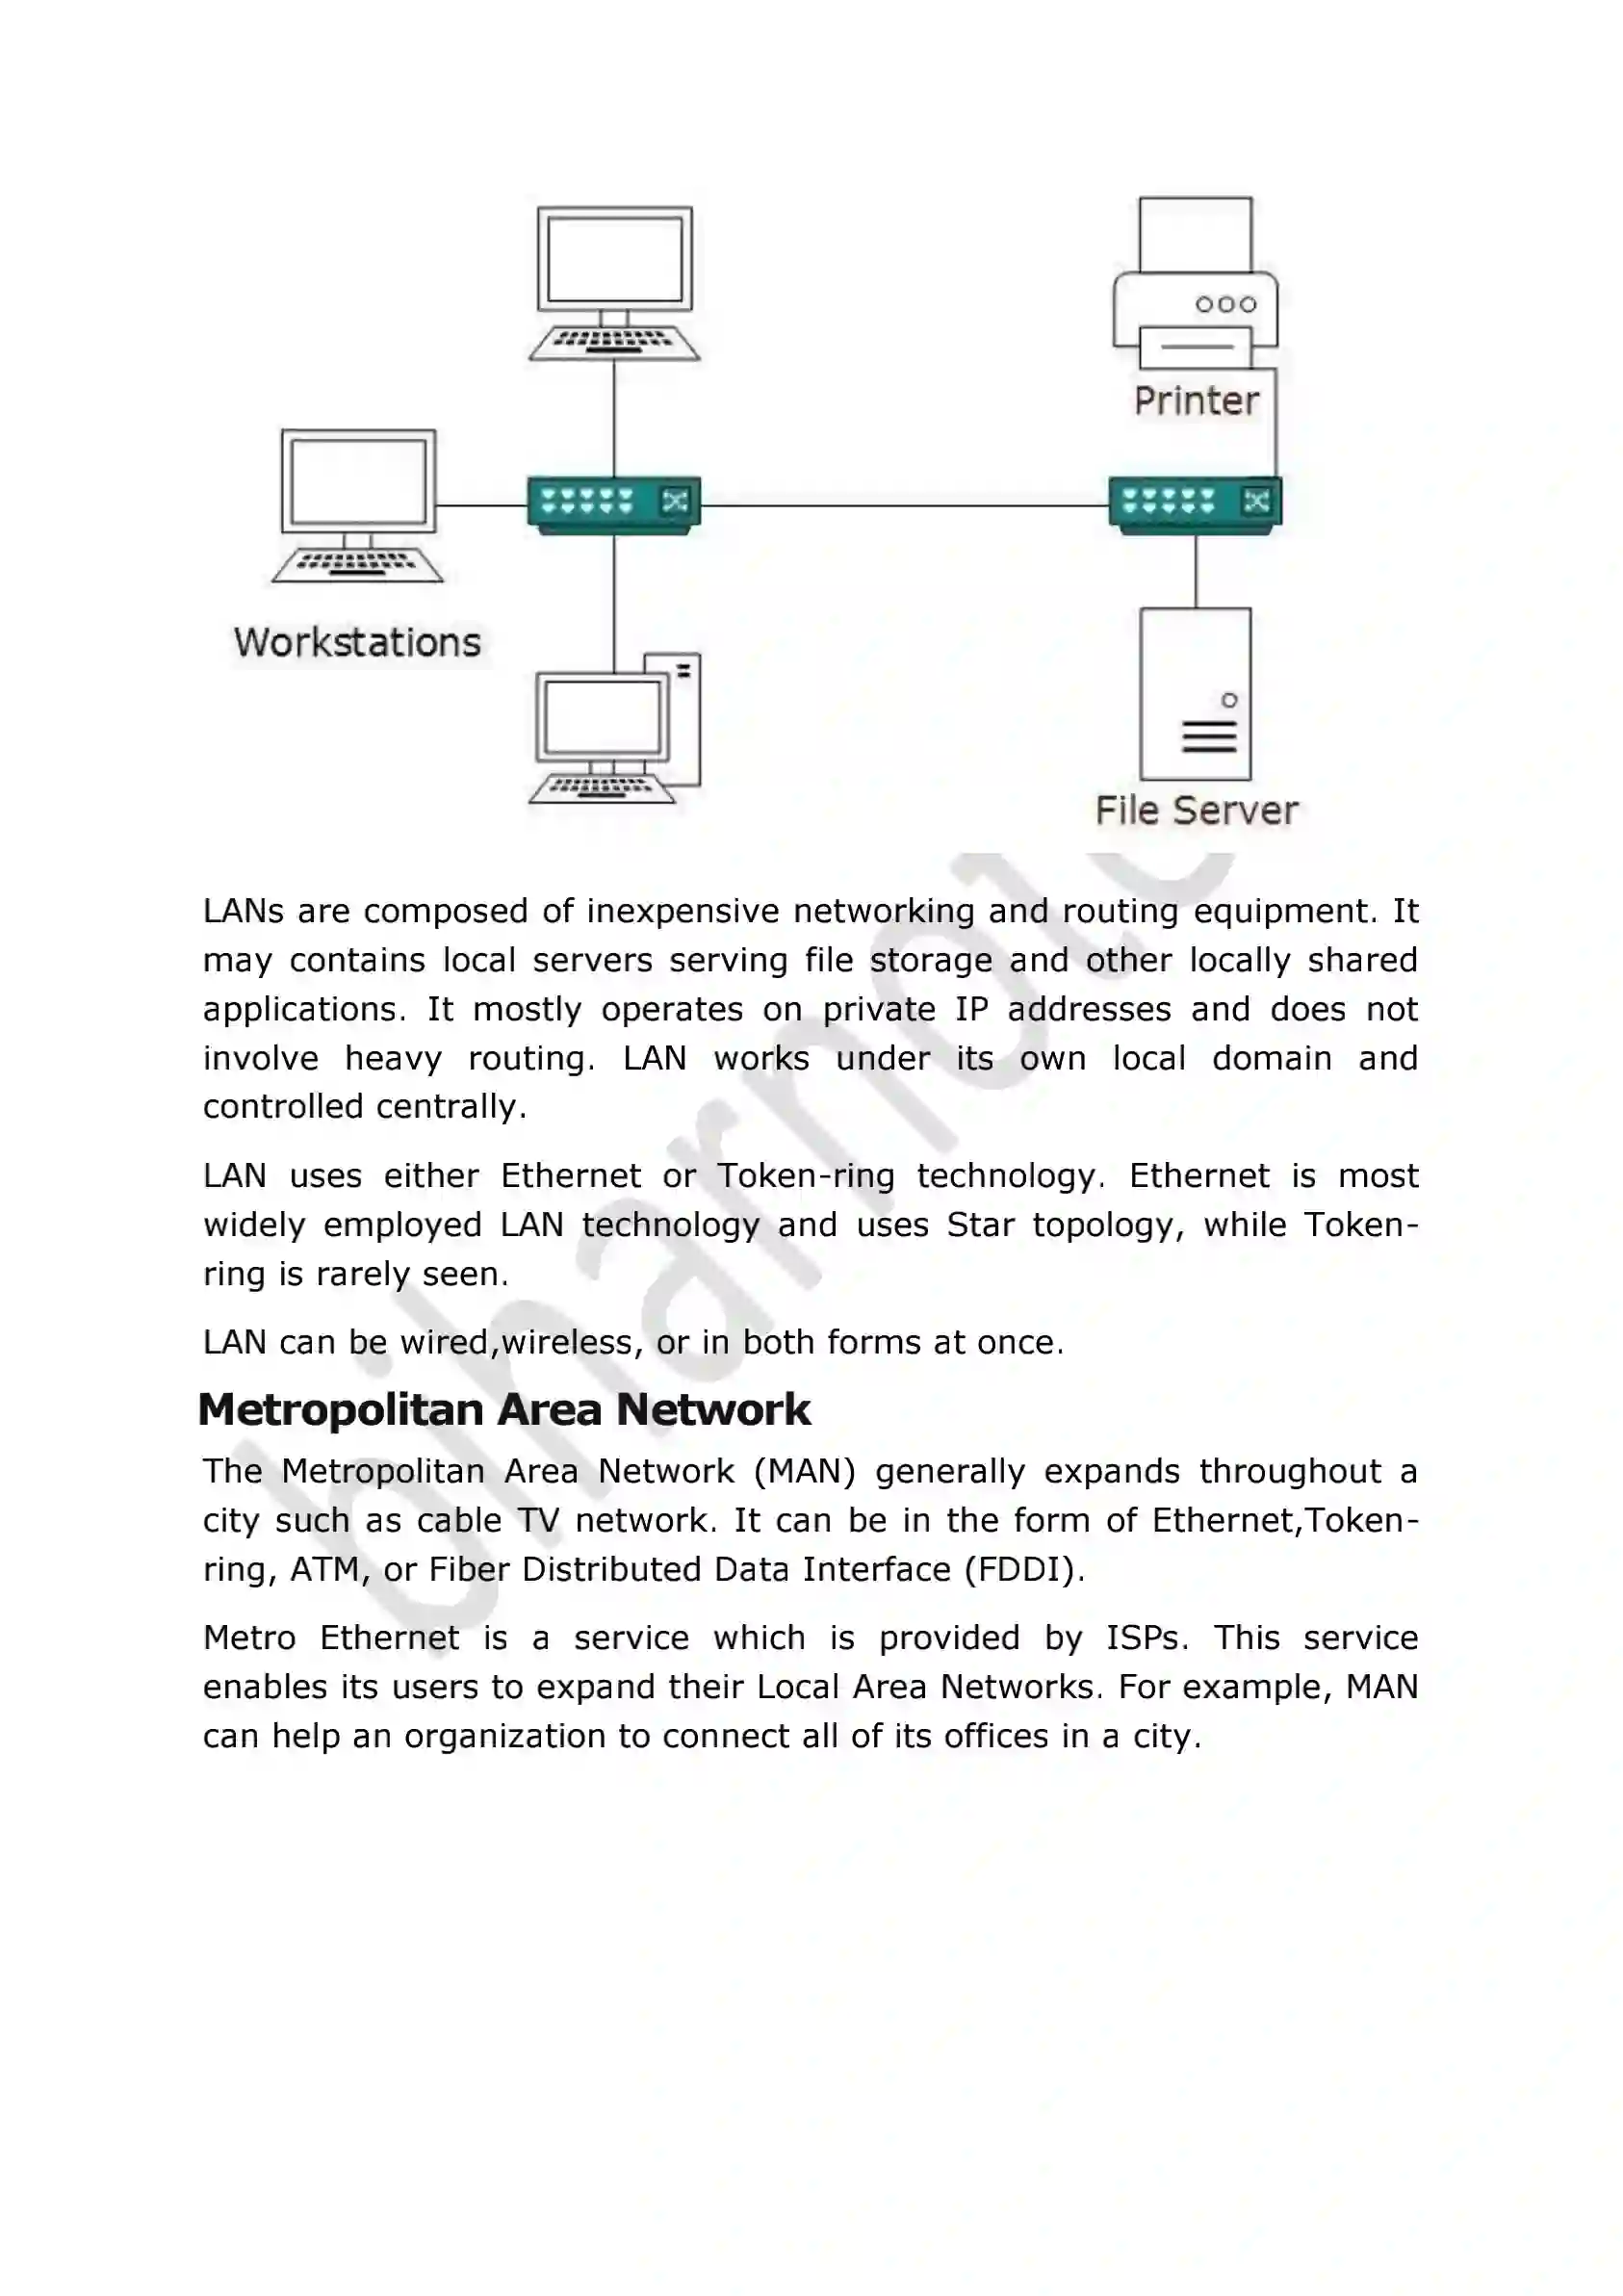 Printer
Workstations
File Server
LANs are composed of inexpensive networking and routing equipment. It
may contains local servers serving file storage and other locally shared
applications. It mostly operates on private IP addresses and does not
involve heavy routing. LAN works under its own local domain and
controlled centrally.
LAN uses either Ethernet or Token-ring technology. Ethernet is most
widely employed LAN technology and uses Star topology, while Token-
ring is rarely seen.
LAN can be wired,wireless, or in both forms at once.
Metropolitan Area Network
The Metropolitan Area Network (MAN) generally expands throughout a
city such as cable TV network. It can be in the form of Ethernet,Token-
ring, ATM, or Fiber Distributed Data Interface (FDDI).
Metro Ethernet is a service which is provided by ISPs. This service
enables its users to expand their Local Area Networks. For example, MAN
can help an organization to connect all of its offices in a city.